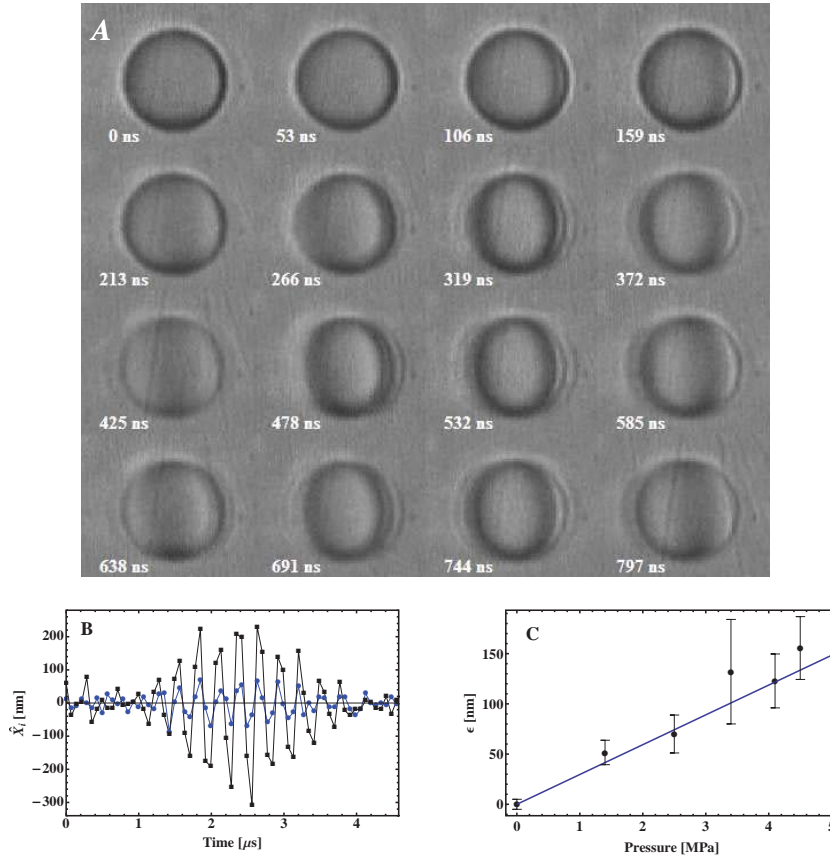 A
0 ns
53 ns
106 ns
159 ns
213 ns
266 ns
319 ns
372 ns
425 ns
478 ns
532 ns
585 ns
638 ns
691 ns
744 ns
797 ns
B
200
100
0
−100
−200
−300
X̂i [nm]
0 1 2 3 4
Time [μs]
C
150
100
50
0
ϵ [nm]
0 1 2 3 4 5
Pressure [MPa]